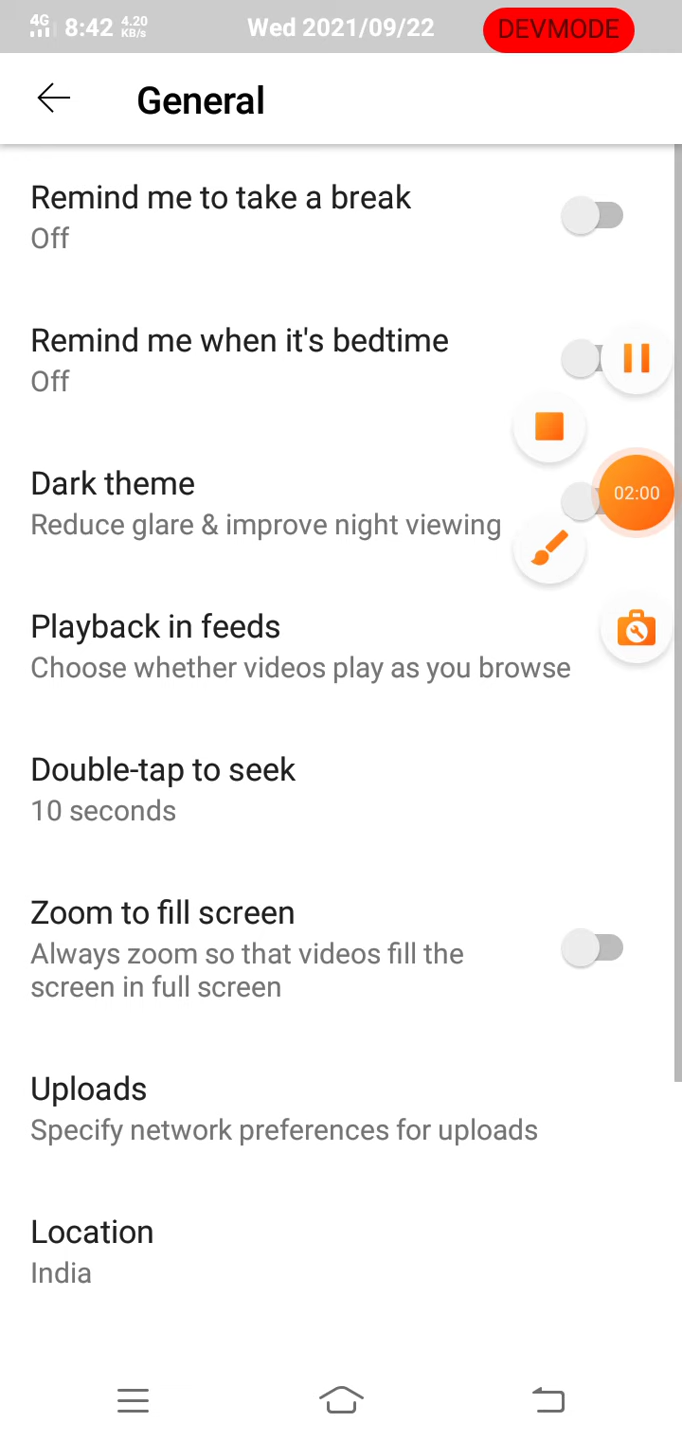 4G 8:42 4.20 KB/s Wed 2021/09/22 DEVMODE
General
Remind me to take a break
Off
Remind me when it's bedtime
Off
Dark theme
Reduce glare & improve night viewing
02:00
Playback in feeds
Choose whether videos play as you browse
Double-tap to seek
10 seconds
Zoom to fill screen
Always zoom so that videos fill the
screen in full screen
Uploads
Specify network preferences for uploads
Location
India